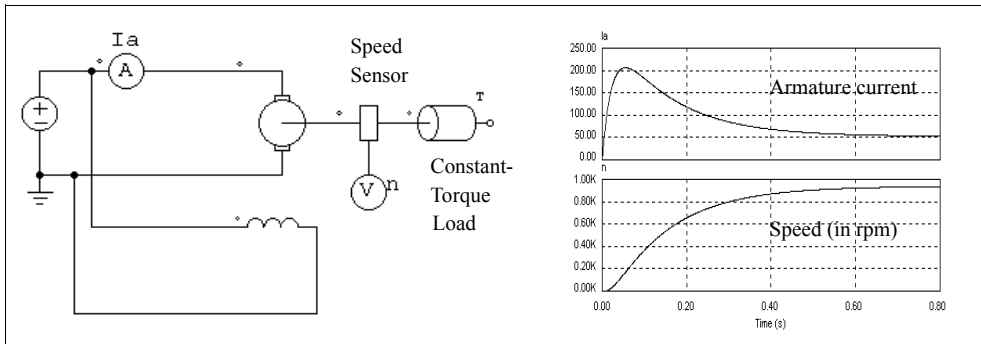 Ia
A
Speed
Sensor
T
V
n
Constant-
Torque
Load
Ia
250.00
200.00
150.00
100.00
50.00
0.00
Armature current
n
1.00K
0.80K
0.60K
0.40K
0.20K
0.00K
Speed (in rpm)
0.00
0.20
0.40
0.60
0.80
Time (s)